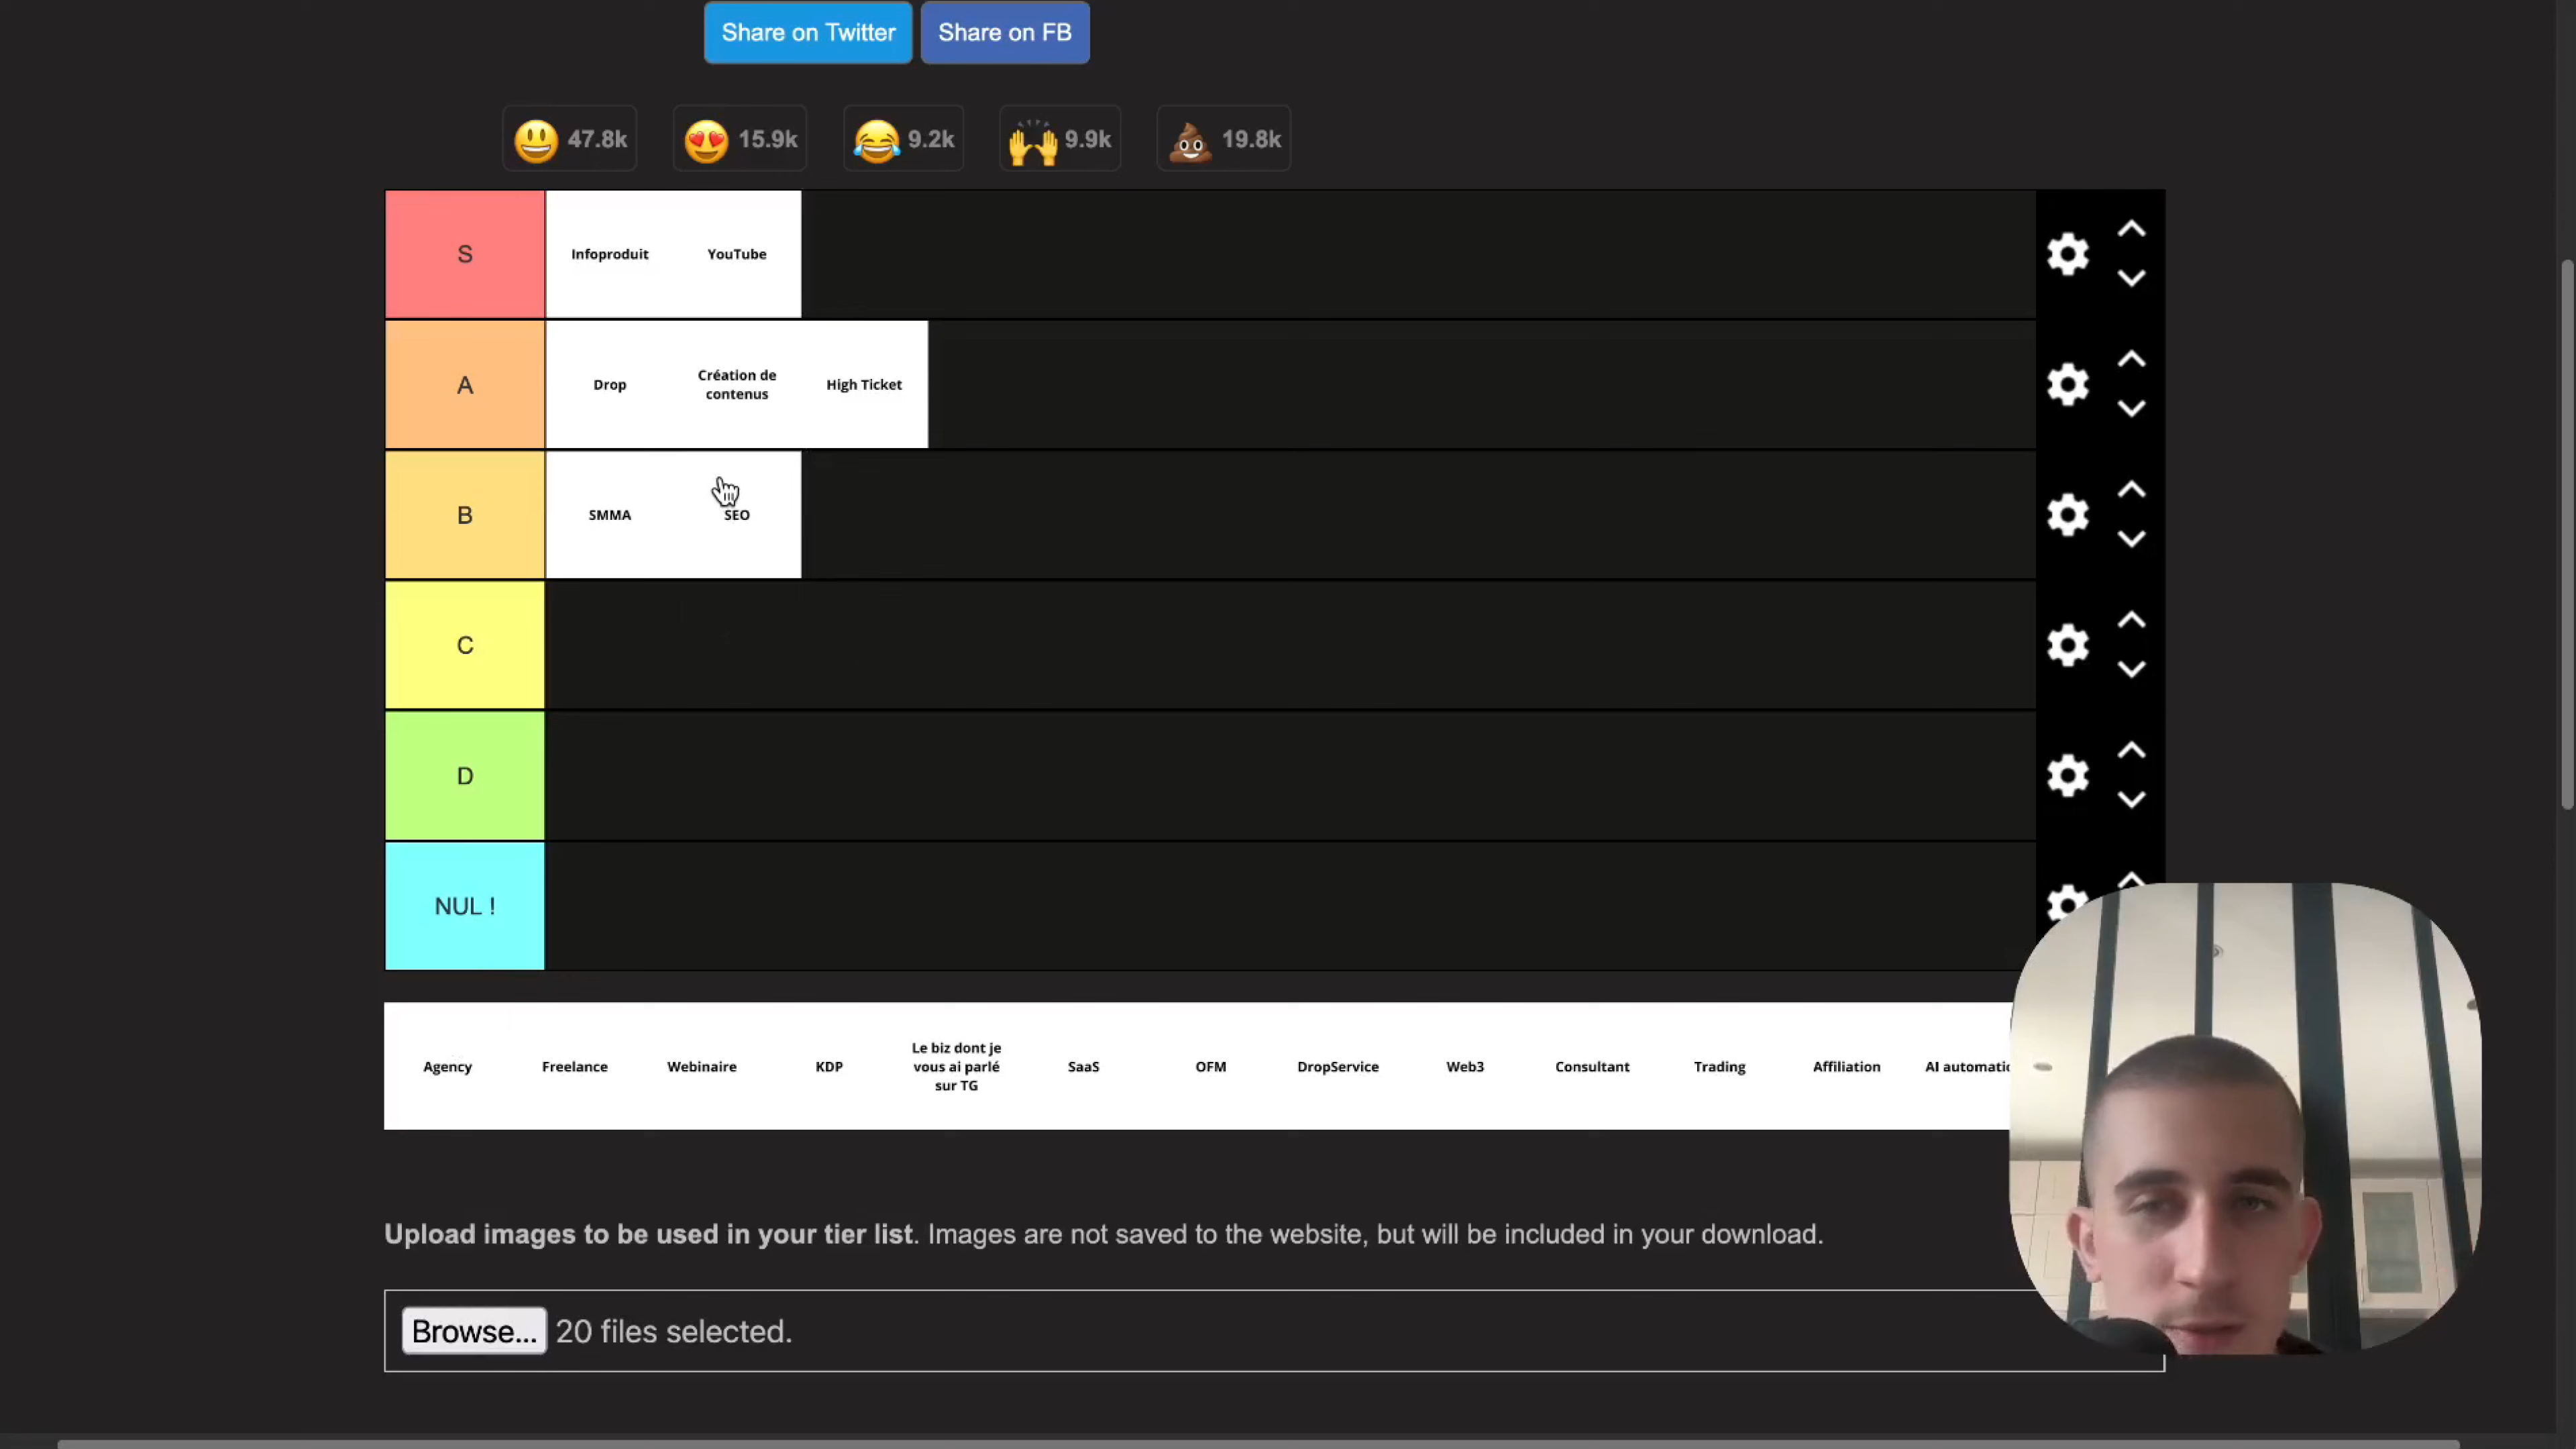 Share on Twitter
Share on FB
47.8k
15.9k
9.2k
9.9k
19.8k
S
Infoproduit
YouTube
A
Drop
Création de
contenus
High Ticket
B
SMMA
SEO
C
D
NUL !
Agency
Freelance
Webinaire
KDP
Le biz dont je
vous ai parlé
sur TG
SaaS
OFM
DropService
Web3
Consultant
Trading
Affiliation
AI automatic
Upload images to be used in your tier list. Images are not saved to the website, but will be included in your download.
Browse... 20 files selected.